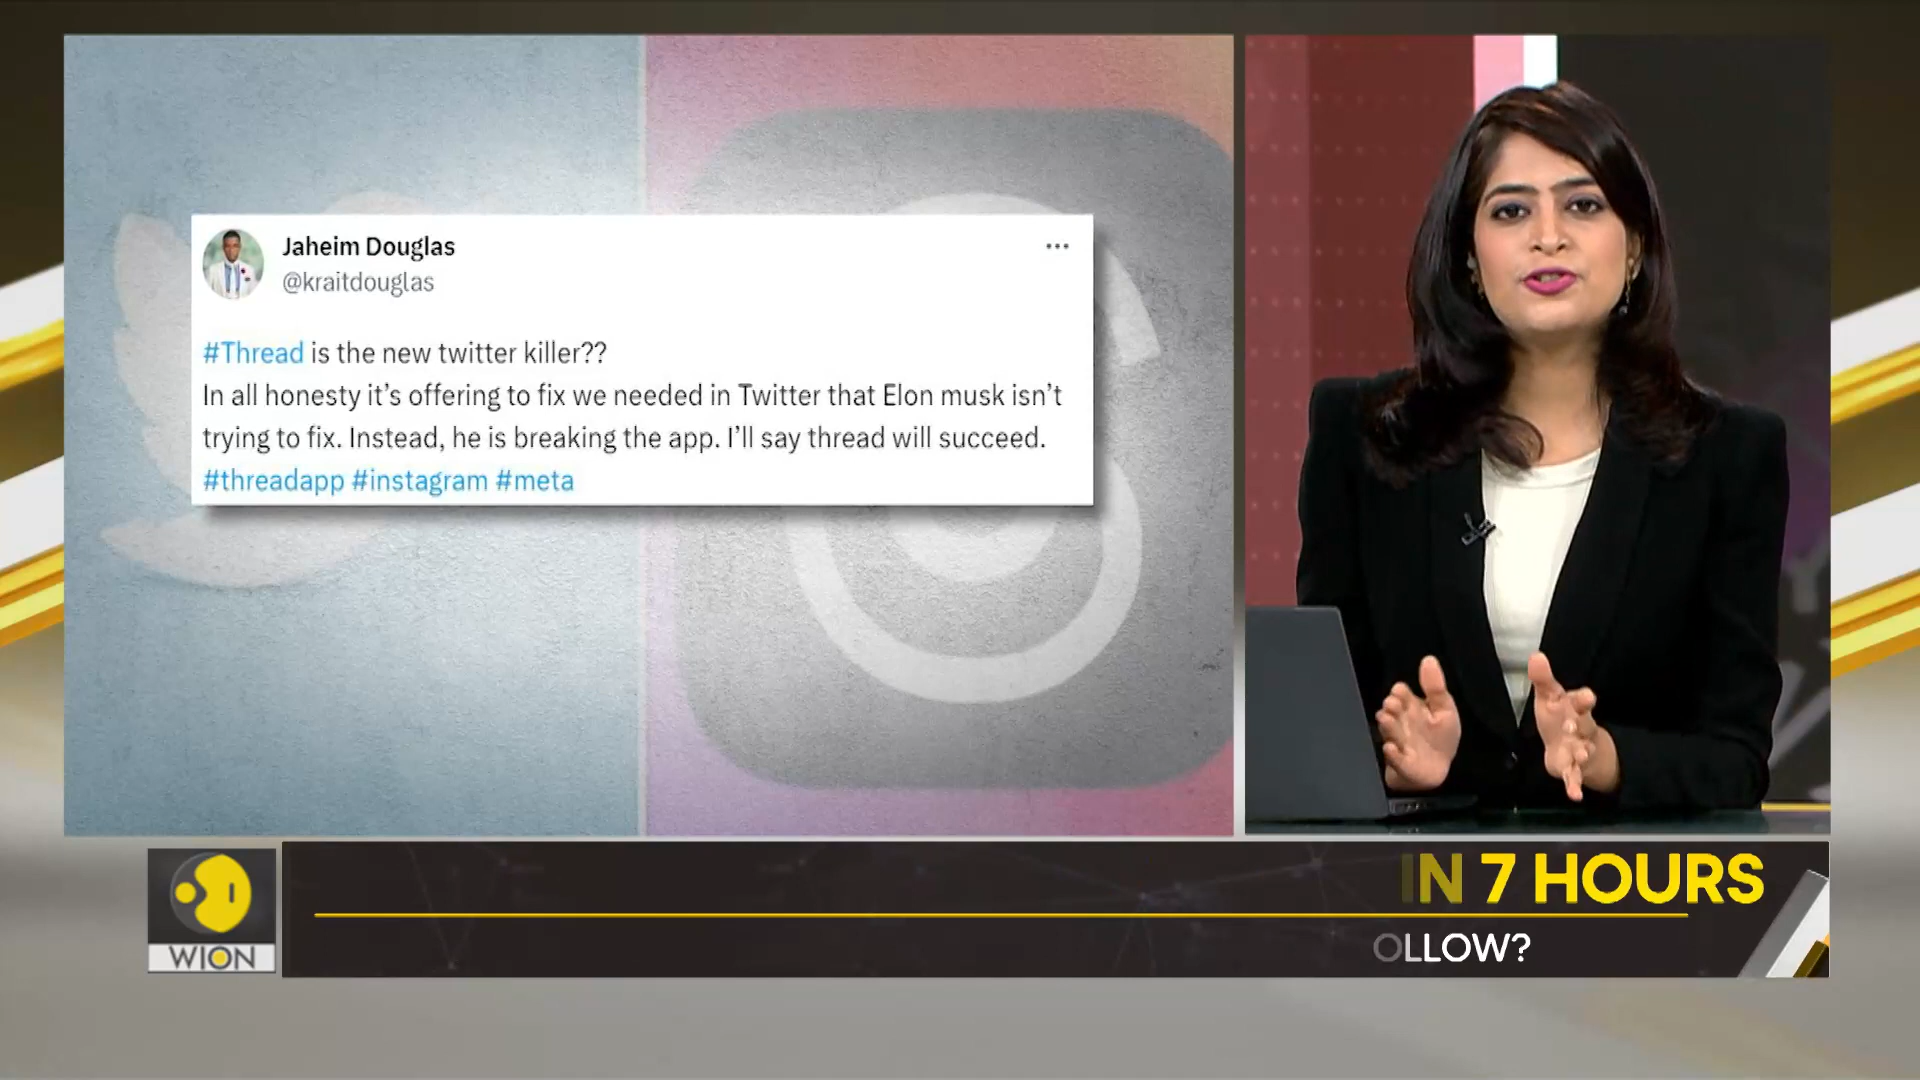 Jaheim Douglas
@kraitdouglas
#Thread is the new twitter killer??
In all honesty it's offering to fix we needed in Twitter that Elon musk isn't
trying to fix. Instead, he is breaking the app. I'll say thread will succeed.
#threadapp #instagram #meta
IN 7 HOURS
OLLOW?
WION